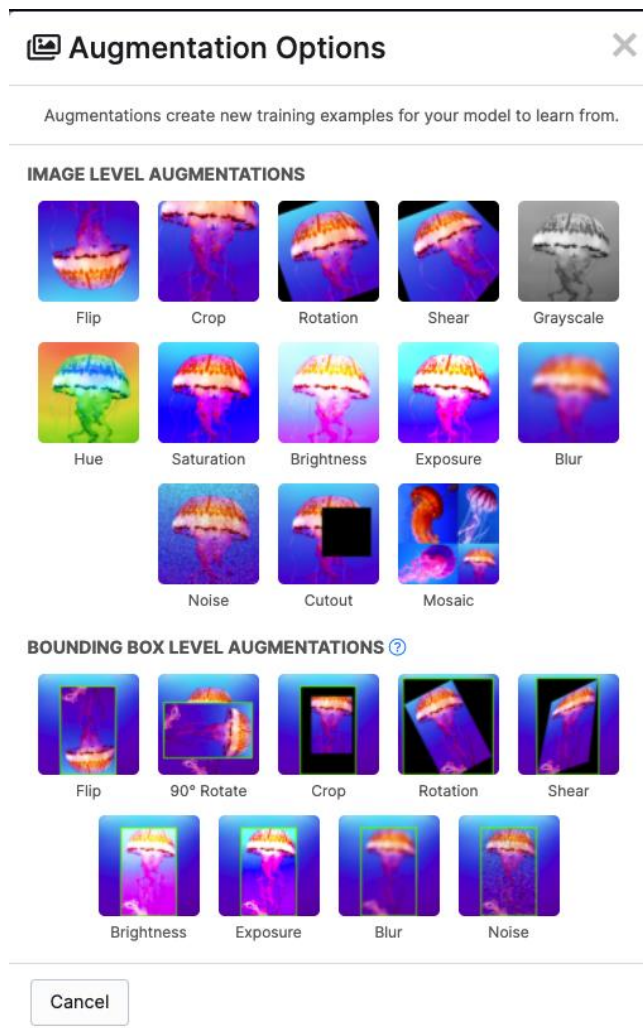 Augmentation Options
Augmentations create new training examples for your model to learn from.
IMAGE LEVEL AUGMENTATIONS
Flip Crop Rotation Shear Grayscale
Hue Saturation Brightness Exposure Blur
Noise Cutout Mosaic
BOUNDING BOX LEVEL AUGMENTATIONS ?
Flip 90° Rotate Crop Rotation Shear
Brightness Exposure Blur Noise
Cancel